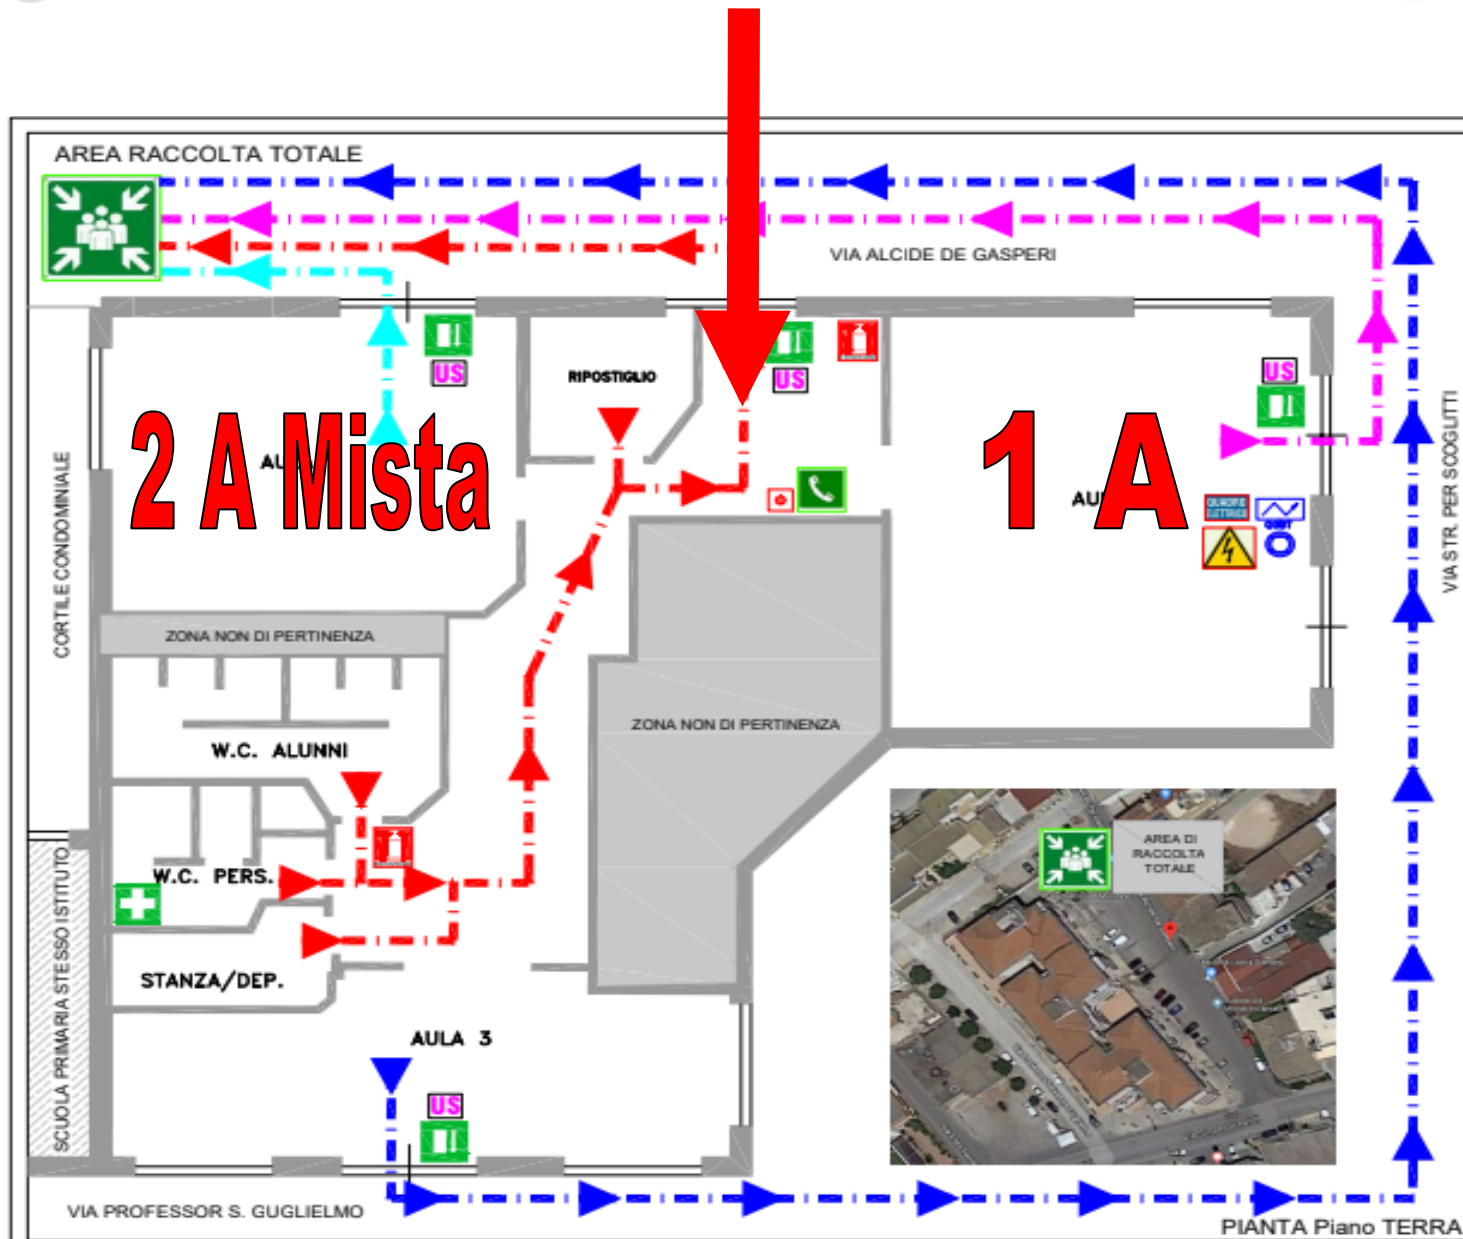 AREA RACCOLTA TOTALE
VIA ALCIDE DE GASPERI
US
RIPOSTIGLIO
US
US
2 A Mista
AU
1 A
AU
QUADRO
ELETTRICO
CORTILE CONDOMINIALE
VIA STR. PER SCOGLITTI
ZONA NON DI PERTINENZA
ZONA NON DI PERTINENZA
W.C. ALUNNI
W.C. PERS.
STANZA/DEP.
SCUOLA PRIMARIA STESSO ISTITUTO
AREA DI
RACCOLTA
TOTALE
AULA 3
US
VIA PROFESSOR S. GUGLIELMO
PIANTA Piano TERRA